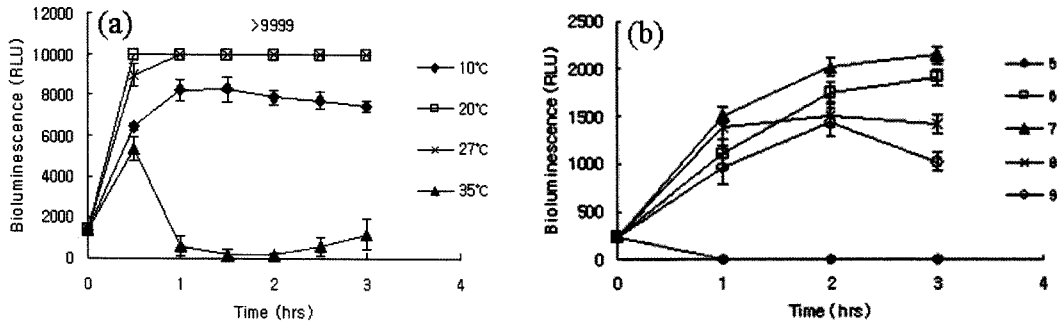 (a)
>9999
12000
10000
8000
6000
4000
2000
0
Bioluminescence (RLU)
0 1 2 3 4
Time (hrs)
10°C
20°C
27°C
35°C
(b)
2500
2000
1500
1000
500
0
Bioluminescence (RLU)
0 1 2 3 4
Time (hrs)
5
6
7
8
9